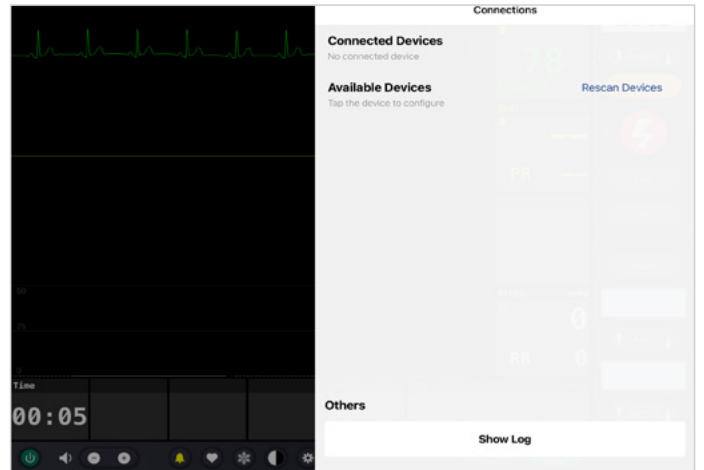 Connections
Connected Devices
No connected device
Available Devices
Rescan Devices
Tap the device to configure
78
PR
50
25
0
0
RR 0
Time
00:05
Others
Show Log